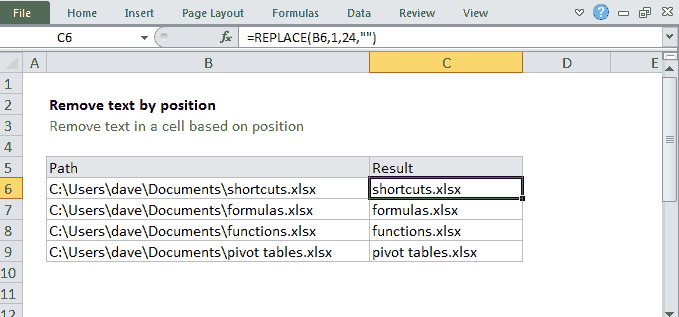 File Home Insert Page Layout Formulas Data Review View
C6 fx =REPLACE(B6,1,24,"")
A B C D E
1
2 Remove text by position
3 Remove text in a cell based on position
4
5 Path Result
6 C:\Users\dave\Documents\shortcuts.xlsx shortcuts.xlsx
7 C:\Users\dave\Documents\formulas.xlsx formulas.xlsx
8 C:\Users\dave\Documents\functions.xlsx functions.xlsx
9 C:\Users\dave\Documents\pivot tables.xlsx pivot tables.xlsx
10
11
12